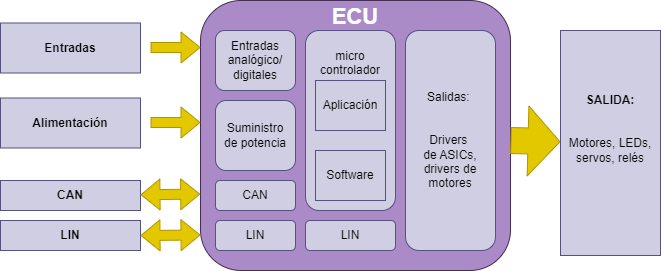 ECU
Entradas
Alimentación
CAN
LIN
Entradas
analógico/
digitales
Suministro
de potencia
CAN
LIN
micro
controlador
Aplicación
Software
LIN
Salidas:
Drivers
de ASICs,
drivers de
motores
SALIDA:
Motores, LEDs,
servos, relés